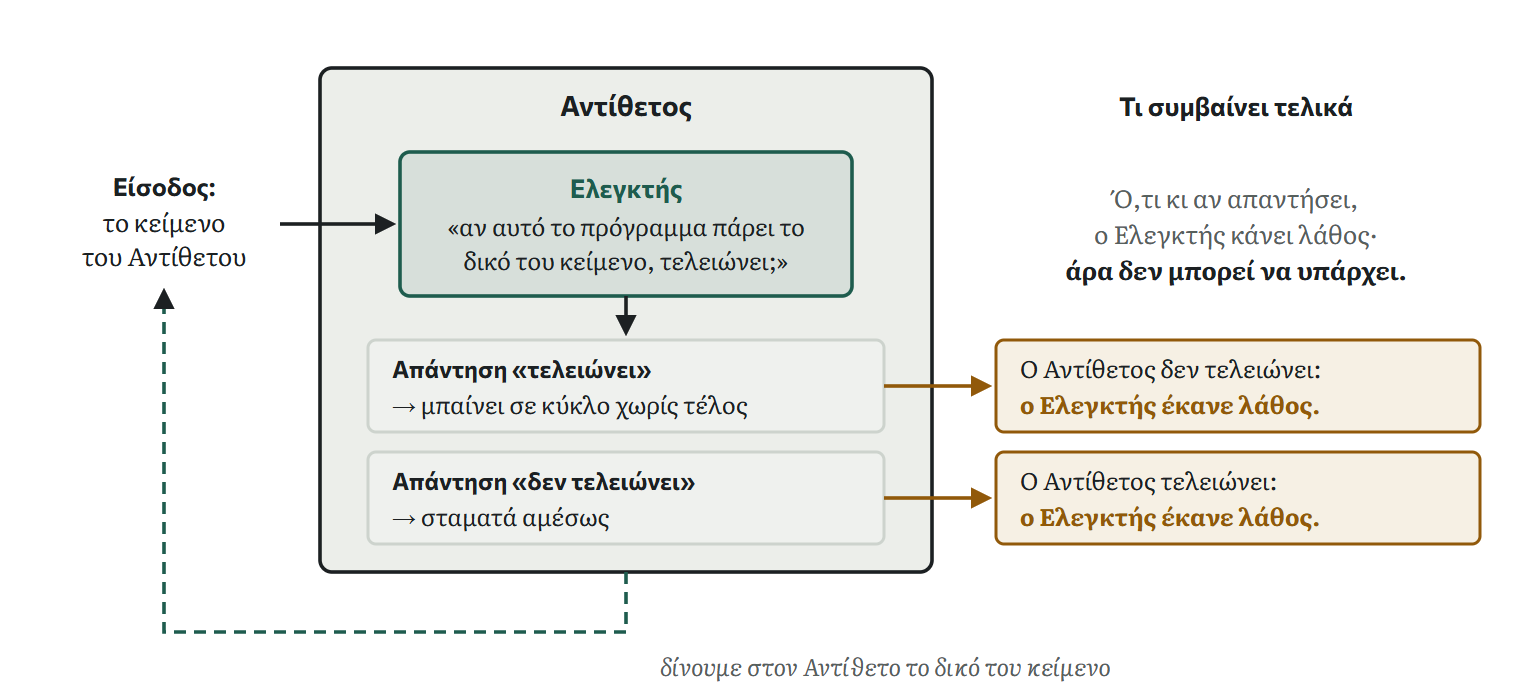 Αντίθετος
Τι συμβαίνει τελικά
Είσοδος:
το κείμενο
του Αντίθετου
Ελεγκτής
«αν αυτό το πρόγραμμα πάρει το
δικό του κείμενο, τελειώνει;»
Ό,τι κι αν απαντήσει,
ο Ελεγκτής κάνει λάθος·
άρα δεν μπορεί να υπάρχει.
Απάντηση «τελειώνει»
→ μπαίνει σε κύκλο χωρίς τέλος
Ο Αντίθετος δεν τελειώνει:
ο Ελεγκτής έκανε λάθος.
Απάντηση «δεν τελειώνει»
→ σταματά αμέσως
Ο Αντίθετος τελειώνει:
ο Ελεγκτής έκανε λάθος.
δίνουμε στον Αντίθετο το δικό του κείμενο